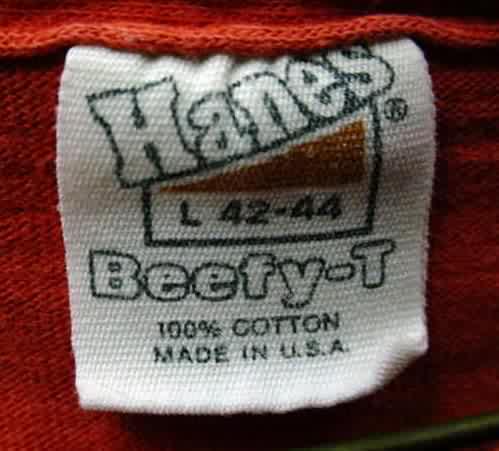 Hanes®
L 42-44
Beefy-T
100% COTTON
MADE IN U.S.A.